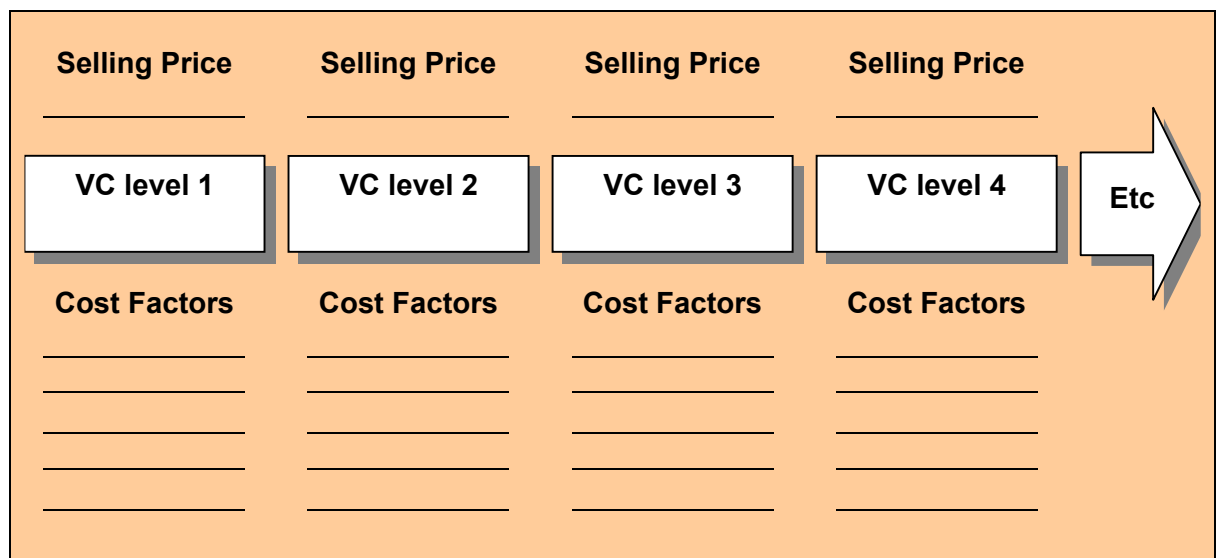 Selling Price Selling Price Selling Price Selling Price
VC level 1 VC level 2 VC level 3 VC level 4 Etc
Cost Factors Cost Factors Cost Factors Cost Factors